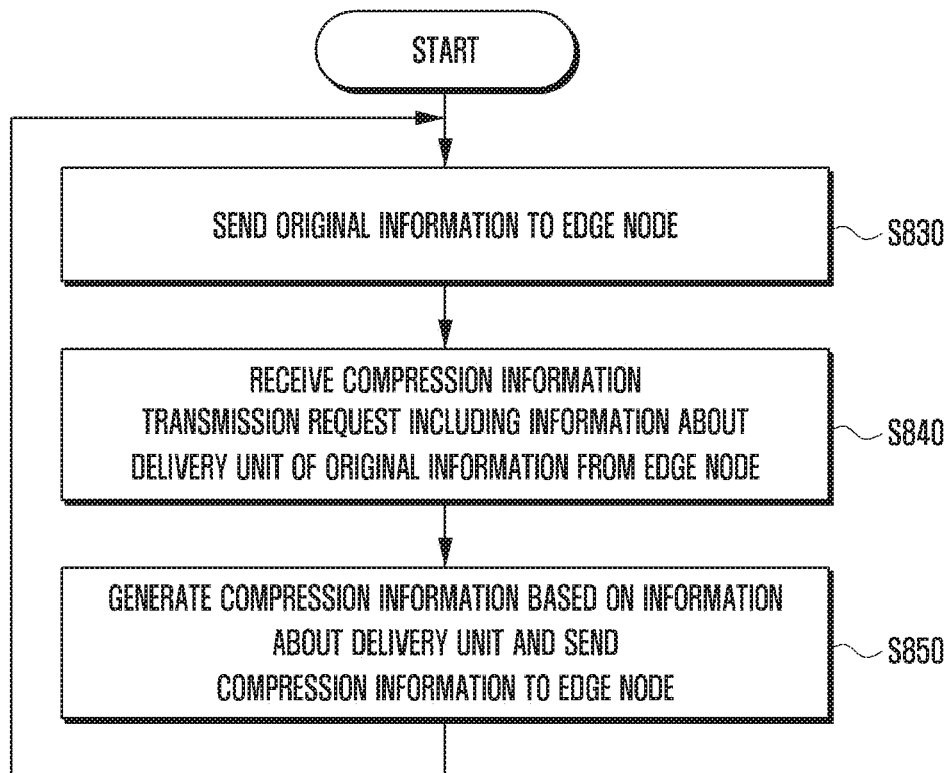 START
SEND ORIGINAL INFORMATION TO EDGE NODE
S830
RECEIVE COMPRESSION INFORMATION
TRANSMISSION REQUEST INCLUDING INFORMATION ABOUT
DELIVERY UNIT OF ORIGINAL INFORMATION FROM EDGE NODE
S840
GENERATE COMPRESSION INFORMATION BASED ON INFORMATION
ABOUT DELIVERY UNIT AND SEND
COMPRESSION INFORMATION TO EDGE NODE
S850